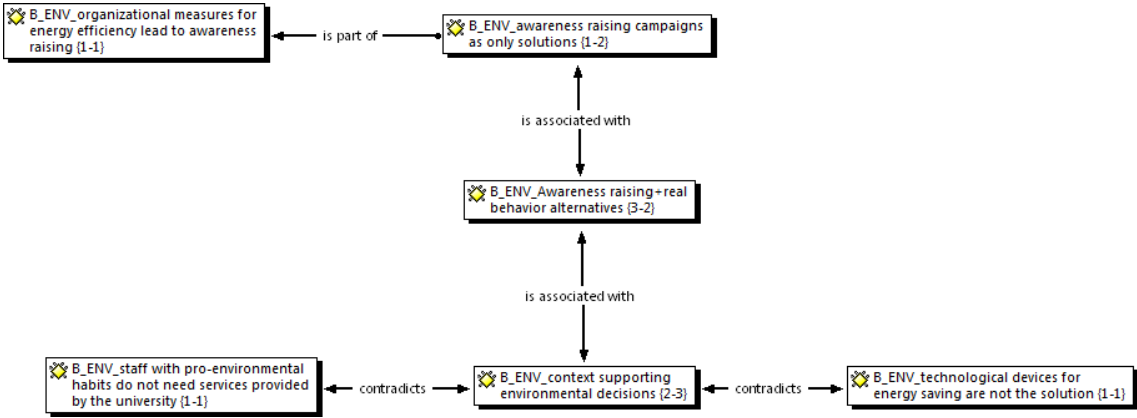 B_ENV_organizational measures for
energy efficiency lead to awareness
raising {1-1}
is part of
B_ENV_awareness raising campaigns
as only solutions {1-2}
is associated with
B_ENV_Awareness raising+real
behavior alternatives {3-2}
is associated with
B_ENV_staff with pro-environmental
habits do not need services provided
by the university {1-1}
contradicts
B_ENV_context supporting
environmental decisions {2-3}
contradicts
B_ENV_technological devices for
energy saving are not the solution {1-1}